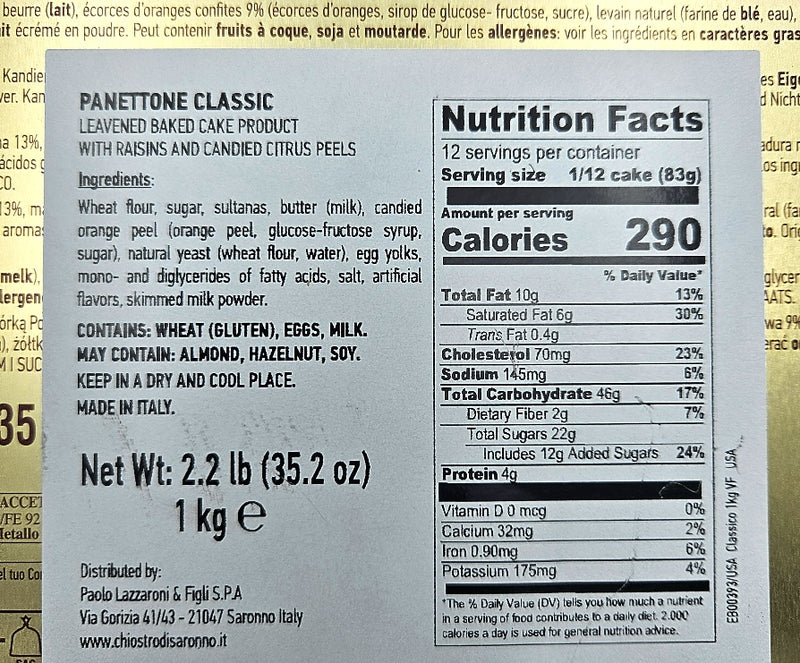 beurre (lait), écorces d'oranges confites 9% (écorces d'oranges, sirop de glucose- fructose, sucre), levain naturel (farine de blé, eau),
it écrémé en poudre. Peut contenir fruits à coque, soja et moutarde. Pour les allergènes: voir les ingrédients en caractères gras
PANETTONE CLASSIC
LEAVENED BAKED CAKE PRODUCT
WITH RAISINS AND CANDIED CITRUS PEELS
Ingredients:
Wheat flour, sugar, sultanas, butter (milk), candied
orange peel (orange peel, glucose-fructose syrup,
sugar), natural yeast (wheat flour, water), egg yolks,
mono- and diglycerides of fatty acids, salt, artificial
flavors, skimmed milk powder.
CONTAINS: WHEAT (GLUTEN), EGGS, MILK.
MAY CONTAIN: ALMOND, HAZELNUT, SOY.
KEEP IN A DRY AND COOL PLACE.
MADE IN ITALY.
Net Wt: 2.2 lb (35.2 oz)
1 kg e
Distributed by:
Paolo Lazzaroni & Figli S.P.A
Via Gorizia 41/43 - 21047 Saronno Italy
www.chiostrodisaronno.it
Nutrition Facts
12 servings per container
Serving size 1/12 cake (83g)
Amount per serving
Calories 290
% Daily Value*
Total Fat 10g 13%
Saturated Fat 6g 30%
Trans Fat 0.4g
Cholesterol 70mg 23%
Sodium 145mg 6%
Total Carbohydrate 46g 17%
Dietary Fiber 2g 7%
Total Sugars 22g
Includes 12g Added Sugars 24%
Protein 4g
Vitamin D 0 mcg 0%
Calcium 32mg 2%
Iron 0.90mg 6%
Potassium 175mg 4%
*The % Daily Value (DV) tells you how much a nutrient
in a serving of food contributes to a daily diet. 2.000
calories a day is used for general nutrition advice.
EB00393/USA Classico 1kg VF USA
35